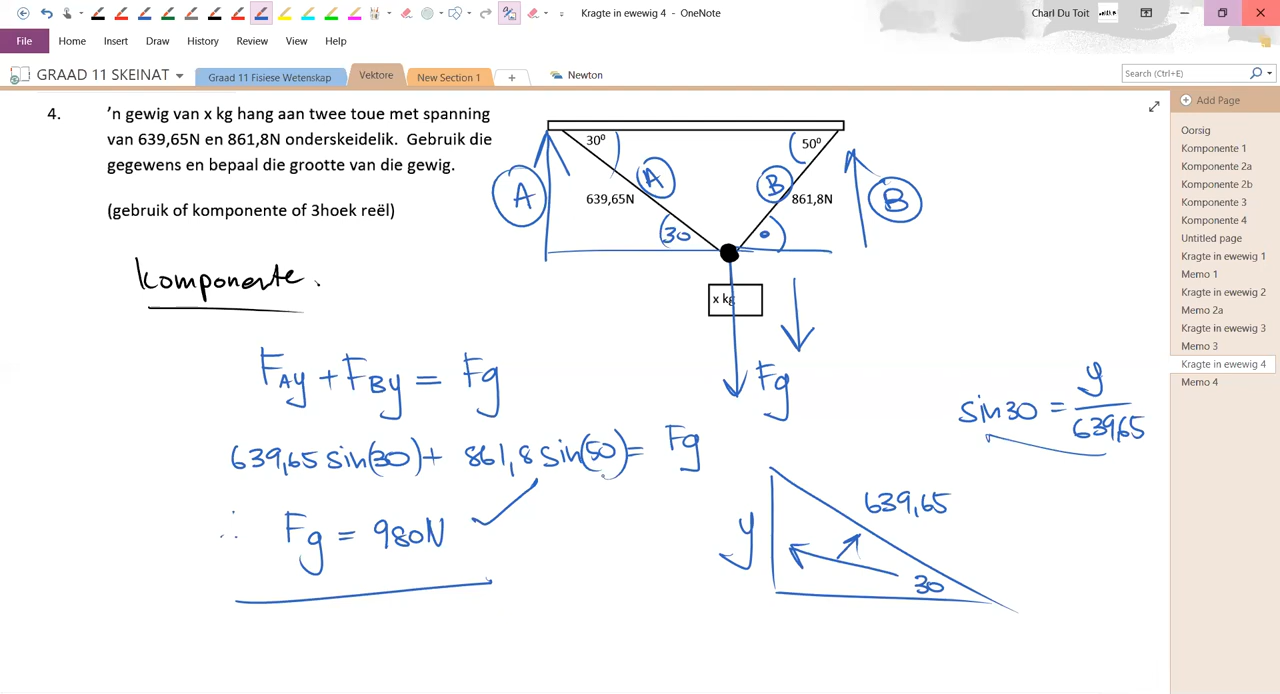 Kragte in ewewig 4 - OneNote
Charl Du Toit
File Home Insert Draw History Review View Help
GRAAD 11 SKEINAT
Graad 11 Fisiese Wetenskap
Vektore
New Section 1
+
Newton
Search (Ctrl+E)
Add Page
Oorsig
Komponente 1
Komponente 2a
Komponente 2b
Komponente 3
Komponente 4
Untitled page
Kragte in ewewig 1
Memo 1
Kragte in ewewig 2
Memo 2a
Kragte in ewewig 3
Memo 3
Kragte in ewewig 4
Memo 4
4. 'n gewig van x kg hang aan twee toue met spanning
van 639,65N en 861,8N onderskeidelik. Gebruik die
gegewens en bepaal die grootte van die gewig.
(gebruik of komponente of 3hoek reël)
30⁰
50⁰
A
A
B
B
639,65N
861,8N
30
x kg
Fg
Komponente.
FAy + FBy = Fg
639,65 sin(30) + 861,8 sin(50) = Fg
∴ Fg = 980N
sin30 = y/639,65
y
639,65
30